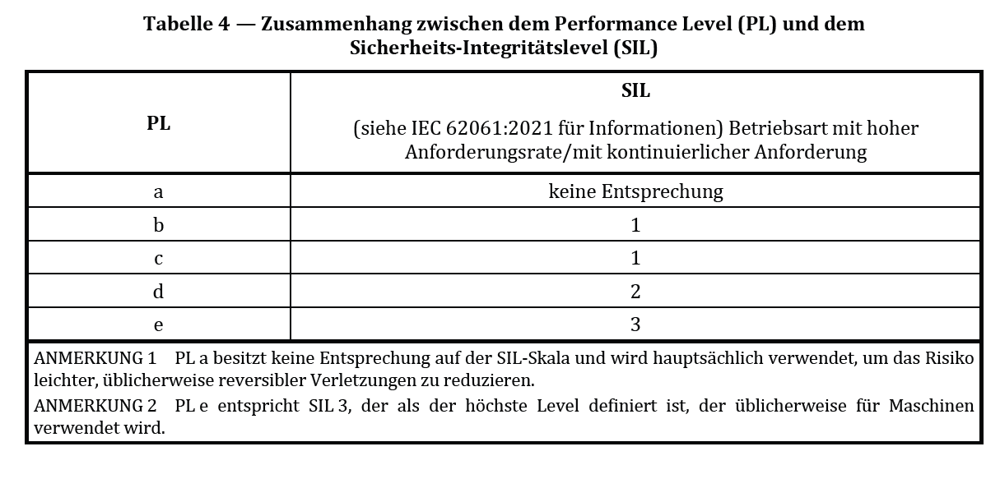 Tabelle 4 — Zusammenhang zwischen dem Performance Level (PL) und dem
Sicherheits-Integritätslevel (SIL)
PL
SIL
(siehe IEC 62061:2021 für Informationen) Betriebsart mit hoher
Anforderungsrate/mit kontinuierlicher Anforderung
a keine Entsprechung
b 1
c 1
d 2
e 3
ANMERKUNG 1 PL a besitzt keine Entsprechung auf der SIL-Skala und wird hauptsächlich verwendet, um das Risiko
leichter, üblicherweise reversibler Verletzungen zu reduzieren.
ANMERKUNG 2 PL e entspricht SIL 3, der als der höchste Level definiert ist, der üblicherweise für Maschinen
verwendet wird.